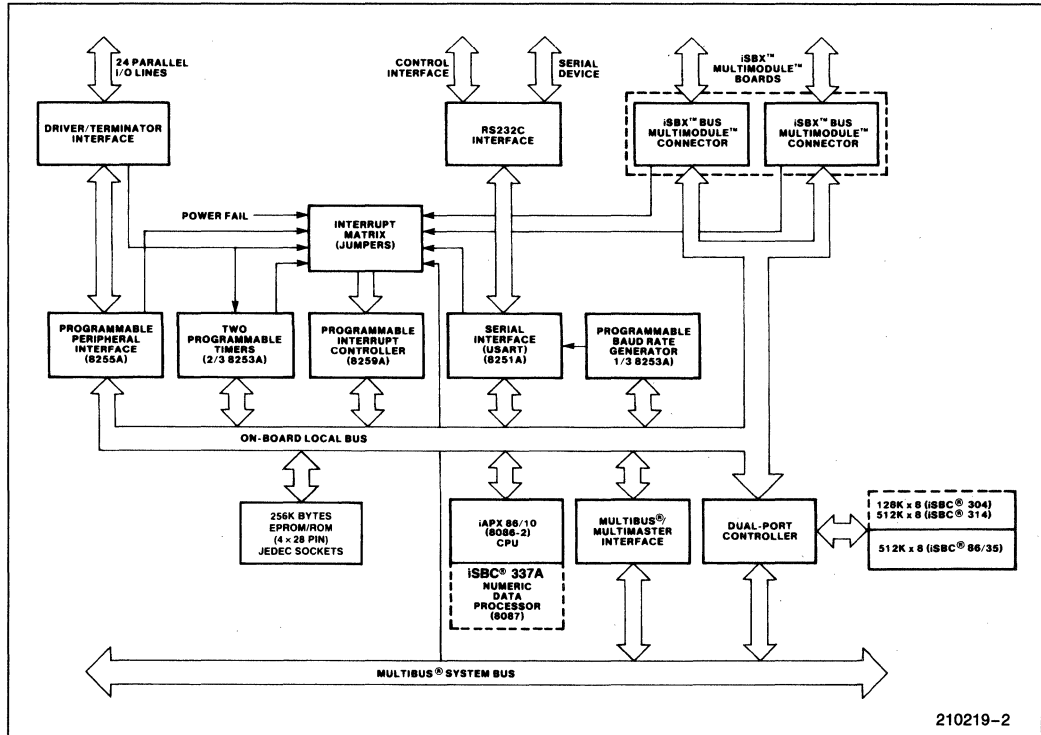 24 PARALLEL
I/O LINES
CONTROL
INTERFACE
SERIAL
DEVICE
iSBX™
MULTIMODULE™
BOARDS
DRIVER/TERMINATOR
INTERFACE
RS232C
INTERFACE
iSBX™ BUS
MULTIMODULE™
CONNECTOR
iSBX™ BUS
MULTIMODULE™
CONNECTOR
POWER FAIL
INTERRUPT
MATRIX
(JUMPERS)
PROGRAMMABLE
PERIPHERAL
INTERFACE
(8255A)
TWO
PROGRAMMABLE
TIMERS
(2/3 8253A)
PROGRAMMABLE
INTERRUPT
CONTROLLER
(8259A)
SERIAL
INTERFACE
(USART)
(8251A)
PROGRAMMABLE
BAUD RATE
GENERATOR
1/3 8253A)
ON-BOARD LOCAL BUS
256K BYTES
EPROM/ROM
(4 × 28 PIN)
JEDEC SOCKETS
iAPX 86/10
(8086-2)
CPU
iSBC® 337A
NUMERIC
DATA
PROCESSOR
(8087)
MULTIBUS®/
MULTIMASTER
INTERFACE
DUAL-PORT
CONTROLLER
128K x 8 (iSBC® 304)
512K x 8 (iSBC® 314)
512K x 8 (iSBC® 86/35)
MULTIBUS® SYSTEM BUS
210219-2